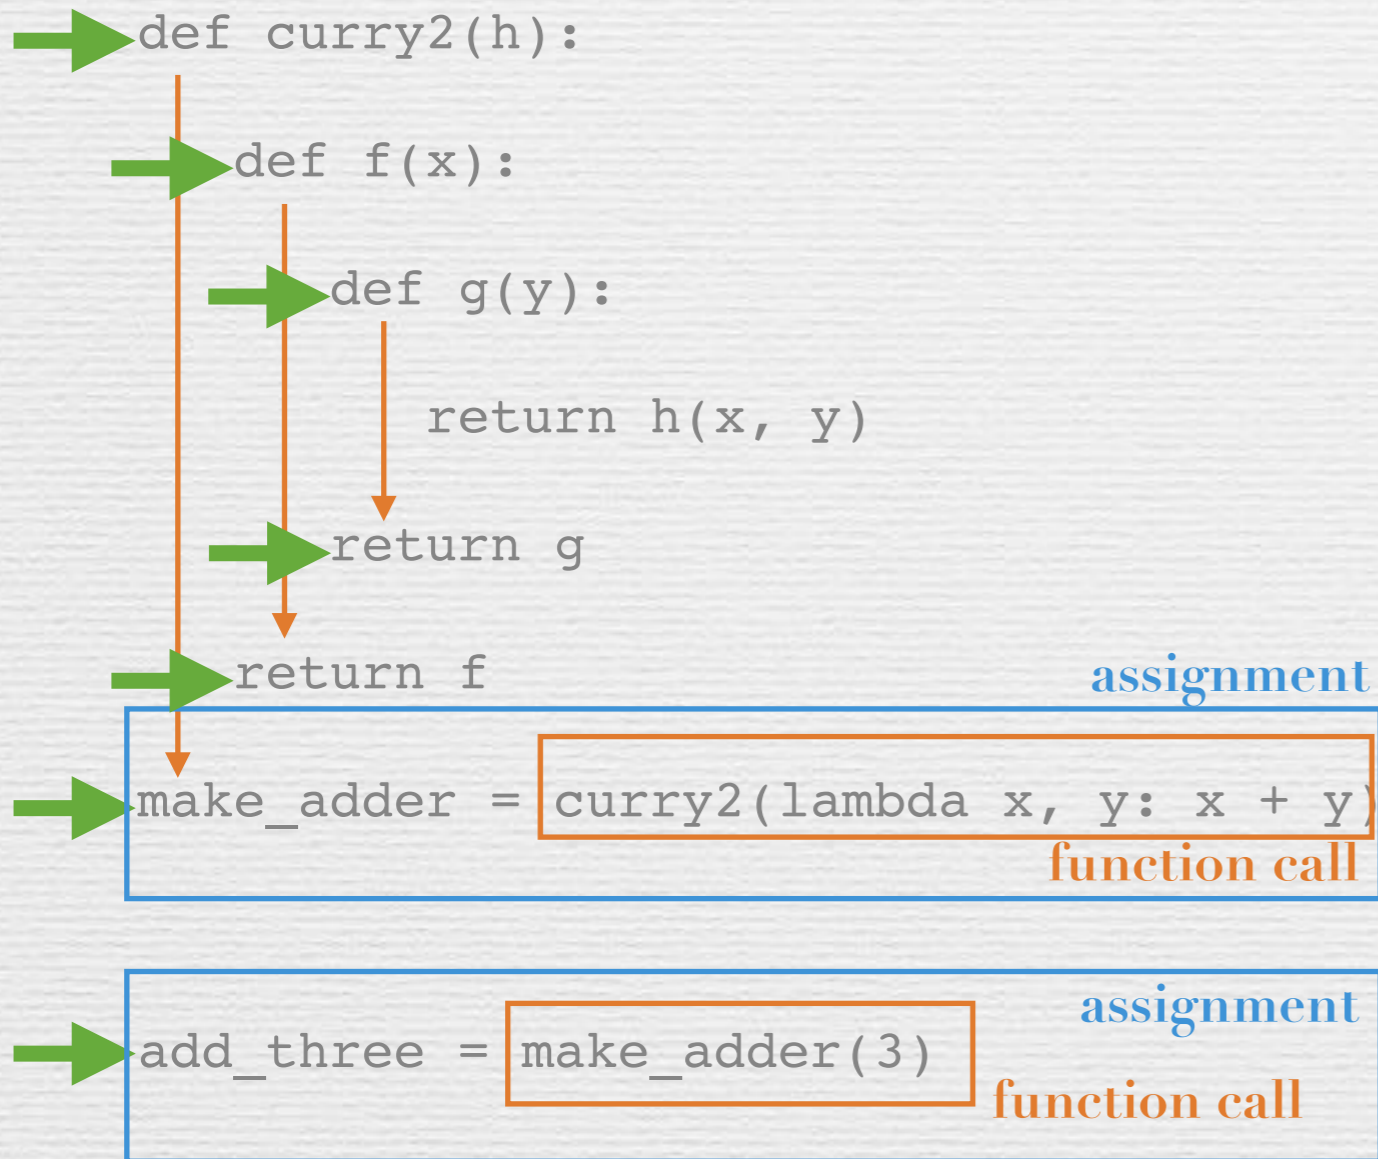 def curry2(h):
def f(x):
def g(y):
return h(x, y)
return g
return f
assignment
make_adder = curry2(lambda x, y: x + y)
function call
assignment
add_three = make_adder(3)
function call